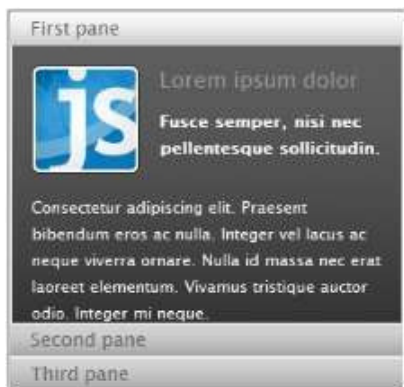 First pane
js
Lorem ipsum dolor
Fusce semper, nisi nec
pellentesque sollicitudin.
Consectetur adipiscing elit. Praesent
bibendum eros ac nulla. Integer vel lacus ac
neque viverra ornare. Nulla id massa nec erat
laoreet elementum. Vivamus tristique auctor
odio. Integer mi neque.
Second pane
Third pane